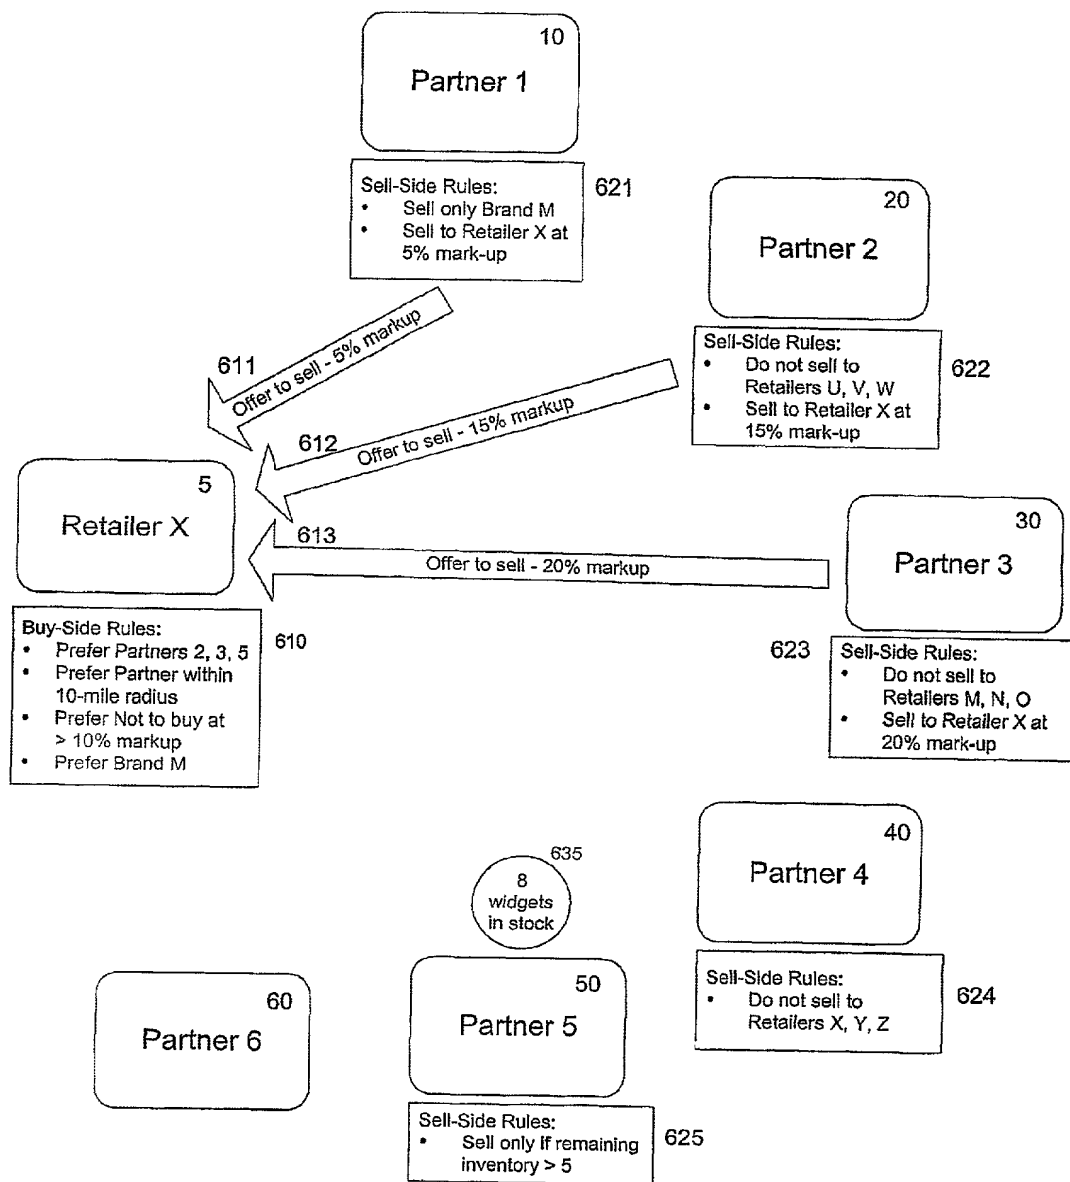 10
Partner 1
Sell-Side Rules:
• Sell only Brand M
• Sell to Retailer X at
5% mark-up
621
20
Partner 2
Sell-Side Rules:
• Do not sell to
Retailers U, V, W
• Sell to Retailer X at
15% mark-up
622
611
Offer to sell - 5% markup
612
Offer to sell - 15% markup
5
Retailer X
613
Offer to sell - 20% markup
30
Partner 3
Buy-Side Rules:
• Prefer Partners 2, 3, 5
• Prefer Partner within
10-mile radius
• Prefer Not to buy at
> 10% markup
• Prefer Brand M
610
623
Sell-Side Rules:
• Do not sell to
Retailers M, N, O
• Sell to Retailer X at
20% mark-up
40
Partner 4
Sell-Side Rules:
• Do not sell to
Retailers X, Y, Z
624
635
8
widgets
in stock
60
Partner 6
50
Partner 5
Sell-Side Rules:
• Sell only if remaining
inventory > 5
625